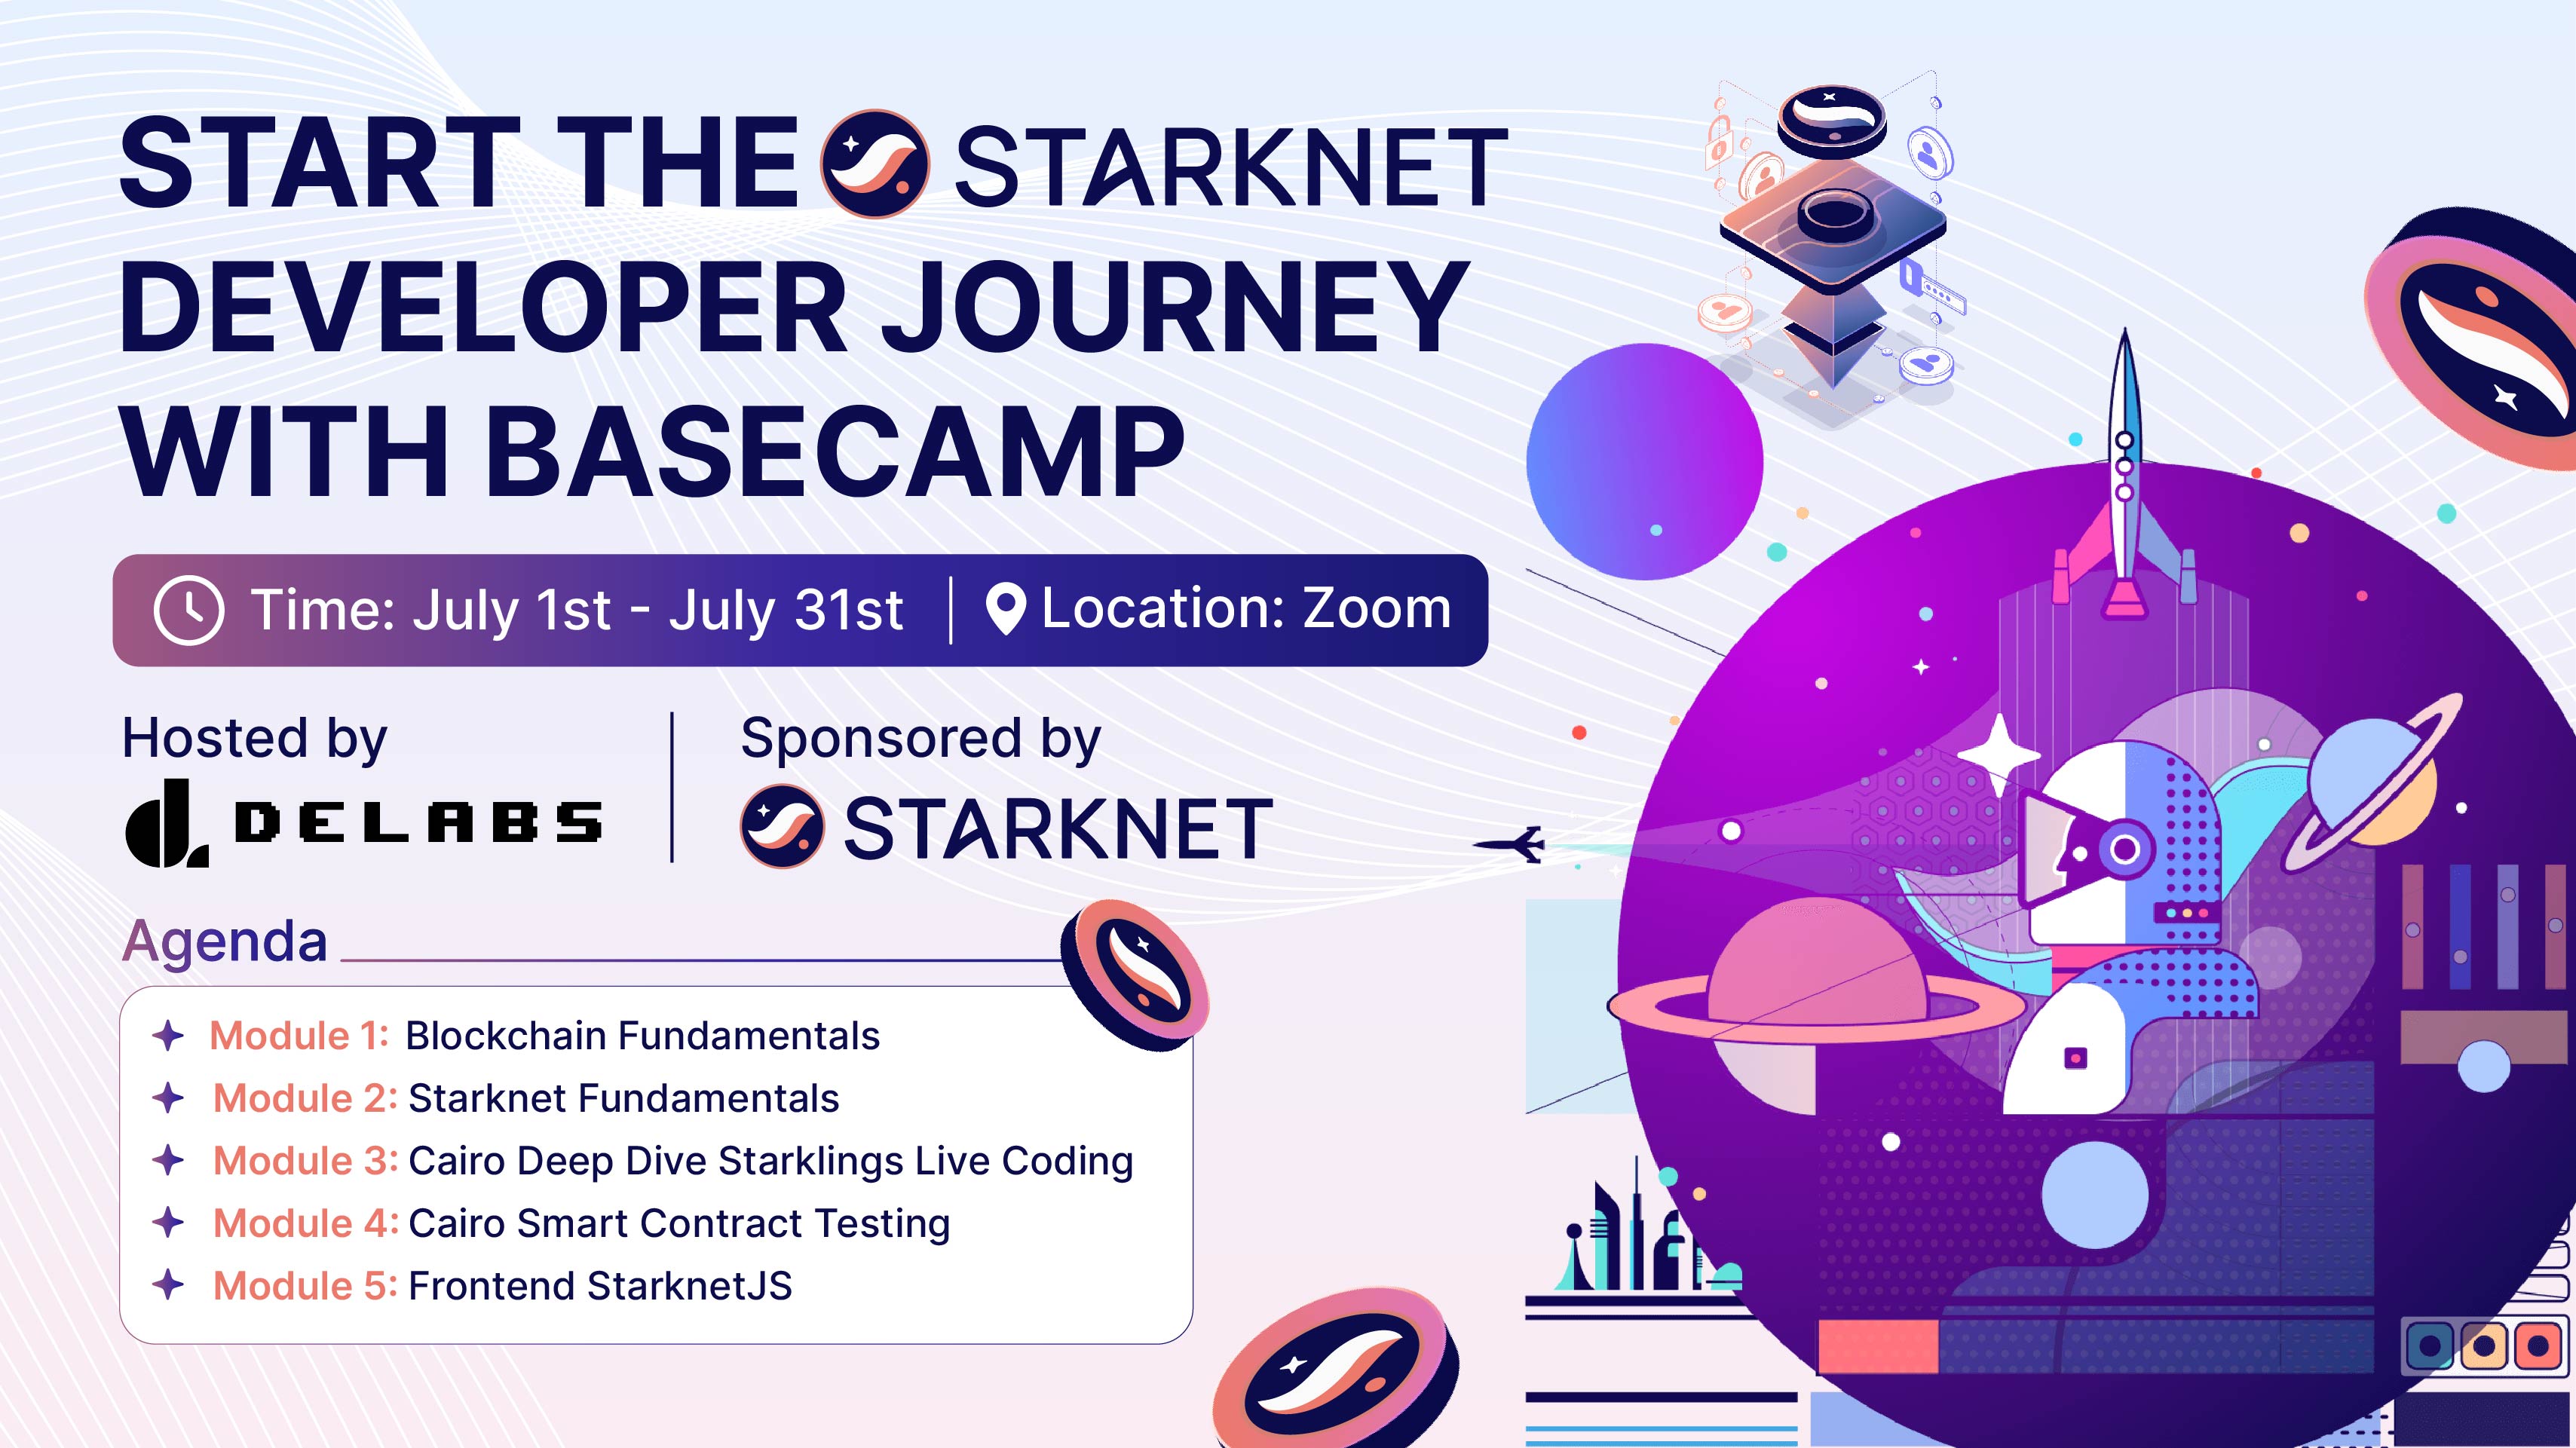 START THE STARKNET
DEVELOPER JOURNEY
WITH BASECAMP
Time: July 1st - July 31st
Location: Zoom
Hosted by
d. DELABS
Sponsored by
STARKNET
Agenda
Module 1: Blockchain Fundamentals
Module 2: Starknet Fundamentals
Module 3: Cairo Deep Dive Starklings Live Coding
Module 4: Cairo Smart Contract Testing
Module 5: Frontend StarknetJS